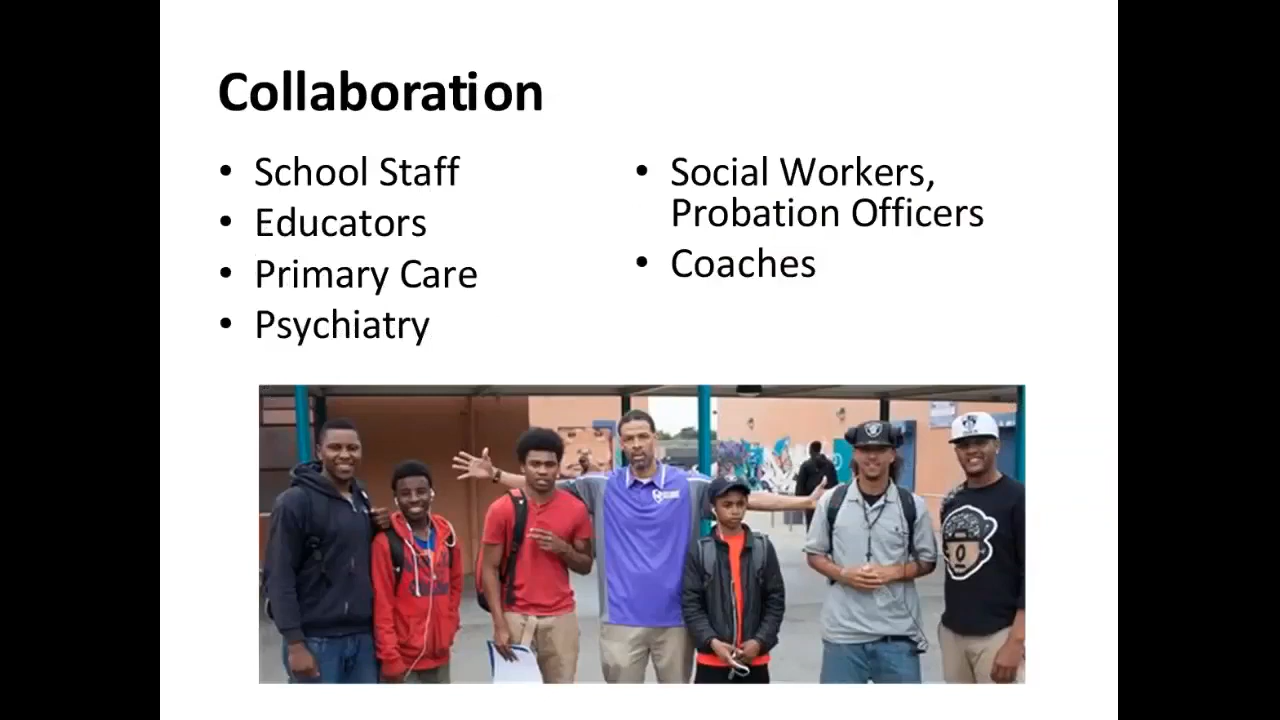 Collaboration
• School Staff
• Educators
• Primary Care
• Psychiatry
• Social Workers,
Probation Officers
• Coaches